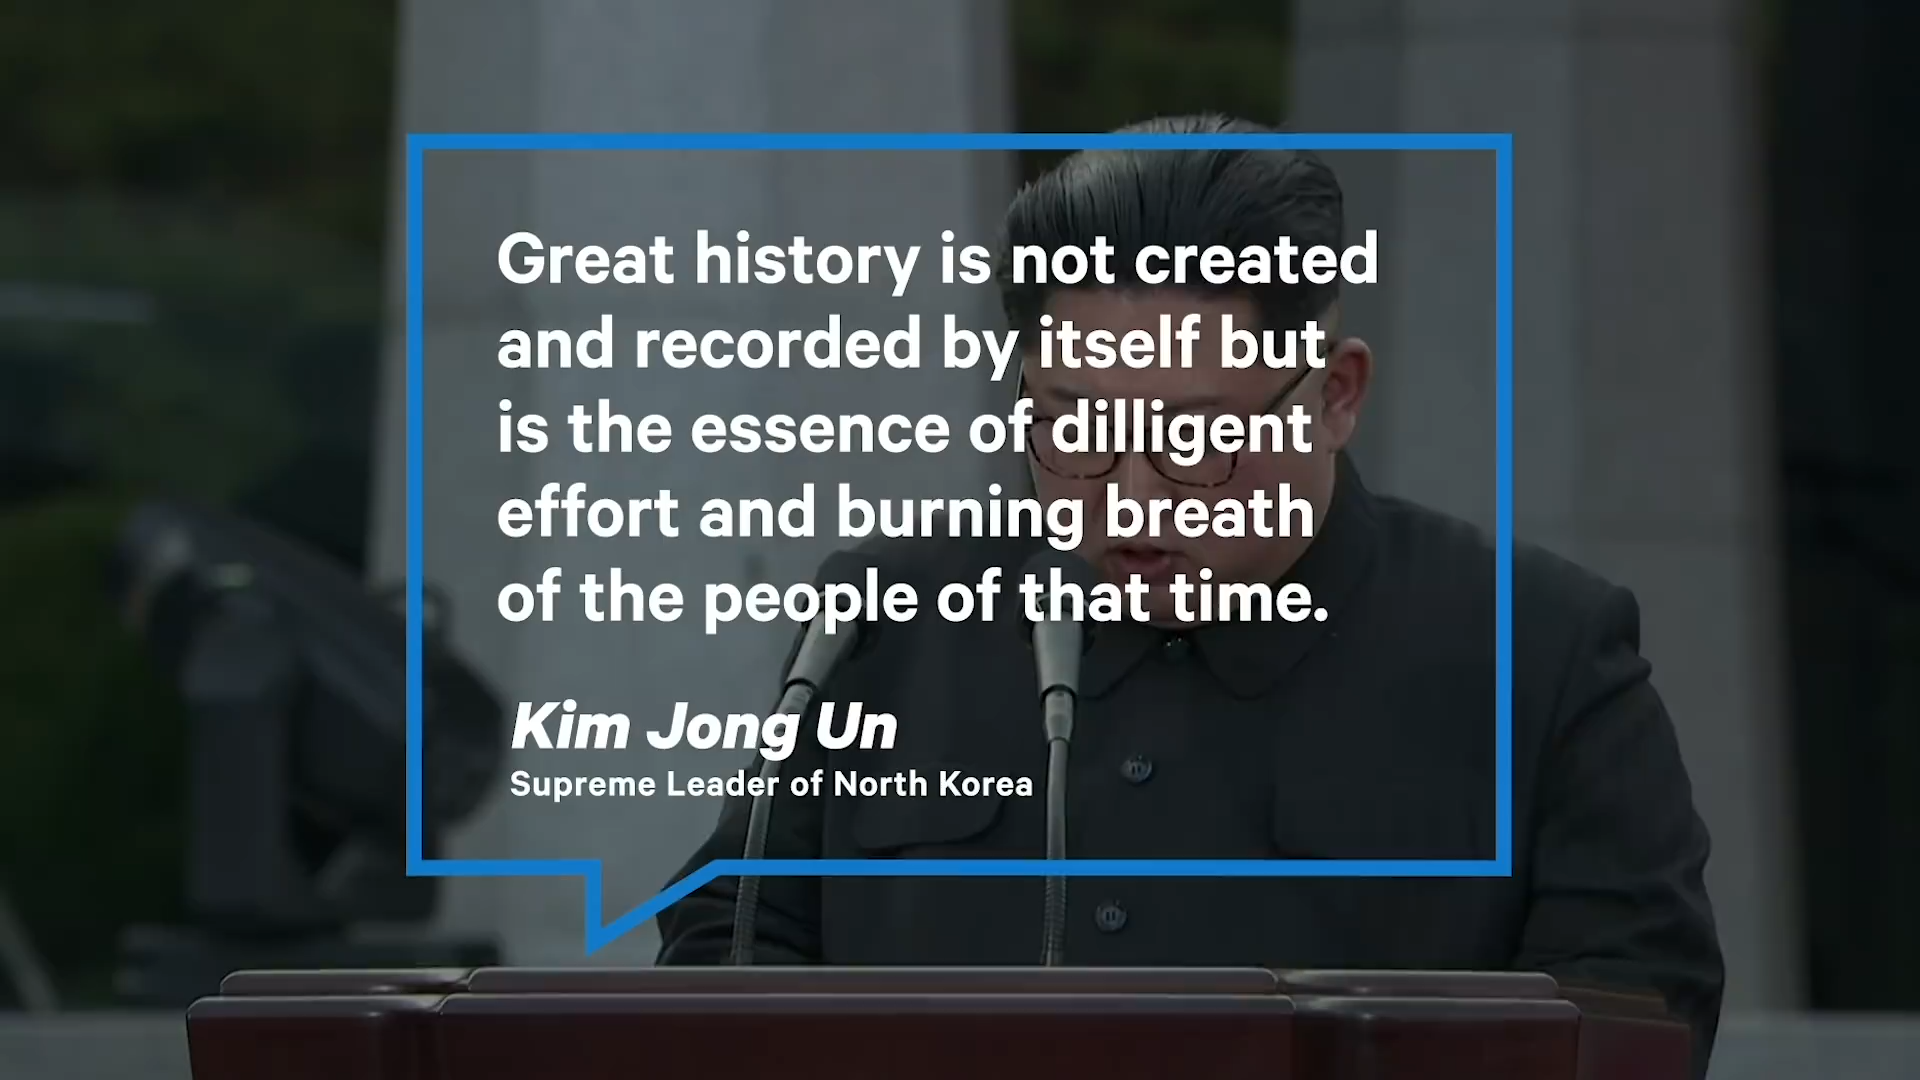 Great history is not created
and recorded by itself but
is the essence of dilligent
effort and burning breath
of the people of that time.
Kim Jong Un
Supreme Leader of North Korea